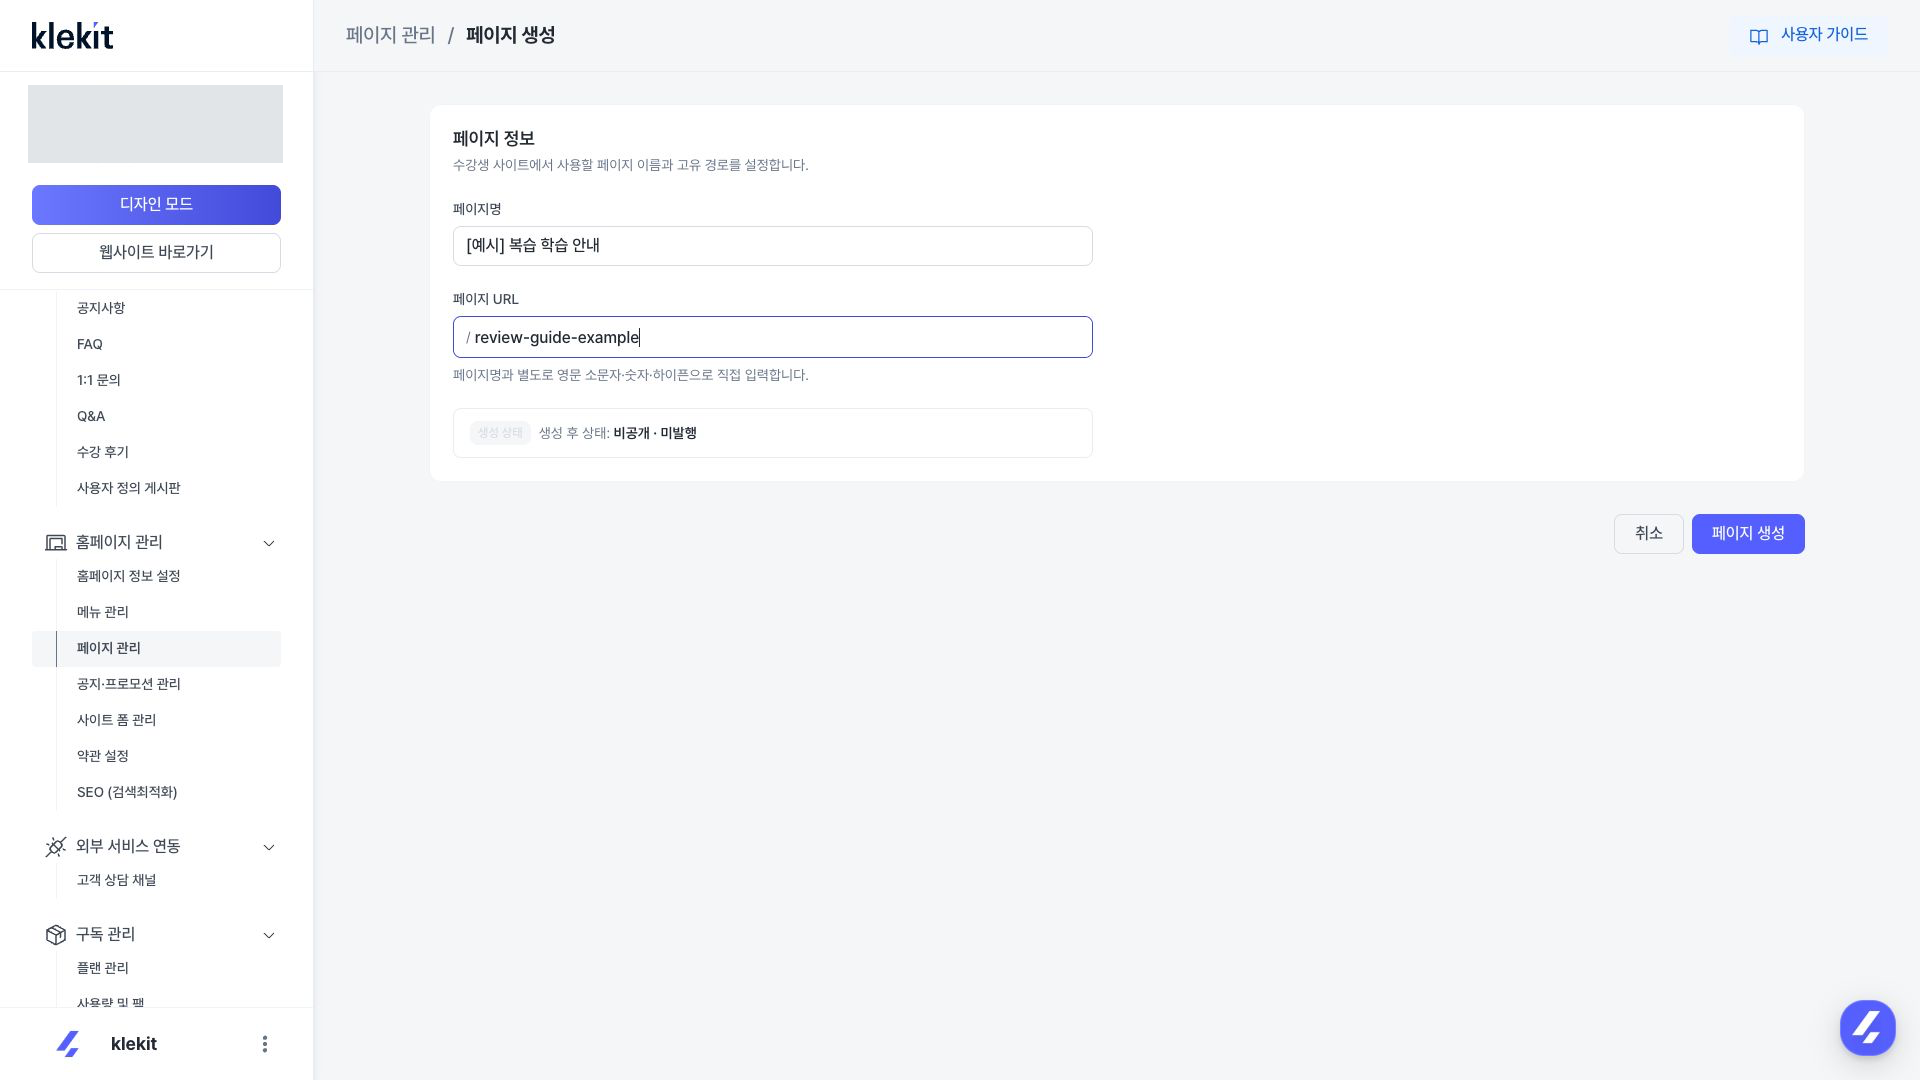 klekit
페이지 관리 / 페이지 생성
사용자 가이드
디자인 모드
웹사이트 바로가기
공지사항
FAQ
1:1 문의
Q&A
수강 후기
사용자 정의 게시판
홈페이지 관리
홈페이지 정보 설정
메뉴 관리
페이지 관리
공지·프로모션 관리
사이트 폼 관리
약관 설정
SEO (검색최적화)
외부 서비스 연동
고객 상담 채널
구독 관리
플랜 관리
사용량 및 팩
klekit
페이지 정보
수강생 사이트에서 사용할 페이지 이름과 고유 경로를 설정합니다.
페이지명
[예시] 복습 학습 안내
페이지 URL
/ review-guide-example
페이지명과 별도로 영문 소문자·숫자·하이픈으로 직접 입력합니다.
생성 상태 생성 후 상태: 비공개 · 미발행
취소 페이지 생성